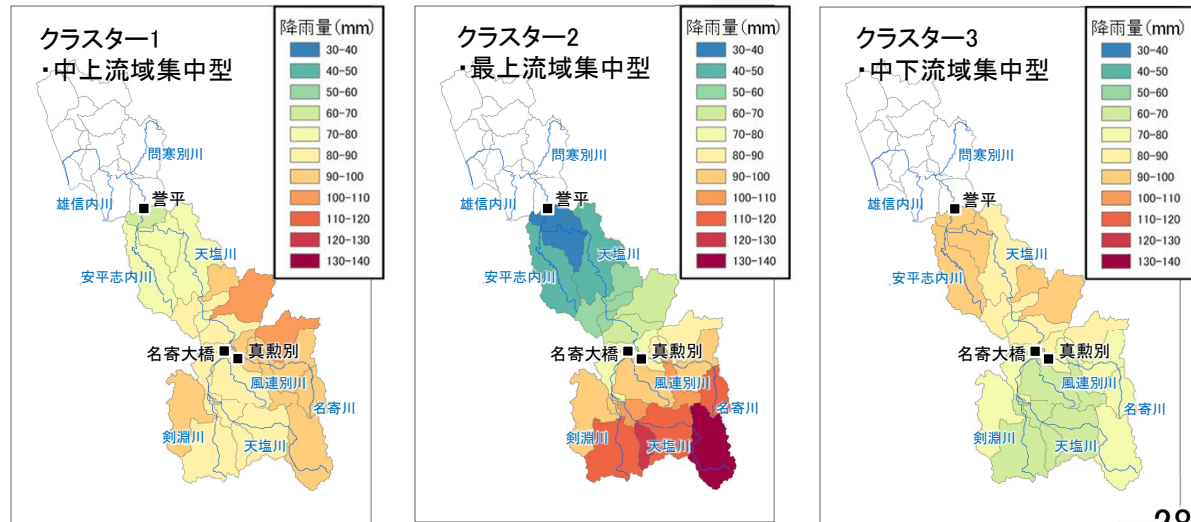 クラスター1
・中上流域集中型
降雨量(mm)
30-40
40-50
50-60
60-70
70-80
80-90
90-100
100-110
110-120
120-130
130-140
問寒別川
雄信内川
誉平
天塩川
安平志内川
名寄大橋
真勲別
風連別川
名寄川
剣淵川
天塩川
クラスター2
・最上流域集中型
降雨量(mm)
30-40
40-50
50-60
60-70
70-80
80-90
90-100
100-110
110-120
120-130
130-140
問寒別川
雄信内川
誉平
天塩川
安平志内川
名寄大橋
真勲別
風連別川
名寄川
剣淵川
天塩川
クラスター3
・中下流域集中型
降雨量(mm)
30-40
40-50
50-60
60-70
70-80
80-90
90-100
100-110
110-120
120-130
130-140
問寒別川
雄信内川
誉平
天塩川
安平志内川
名寄大橋
真勲別
風連別川
名寄川
剣淵川
天塩川
28